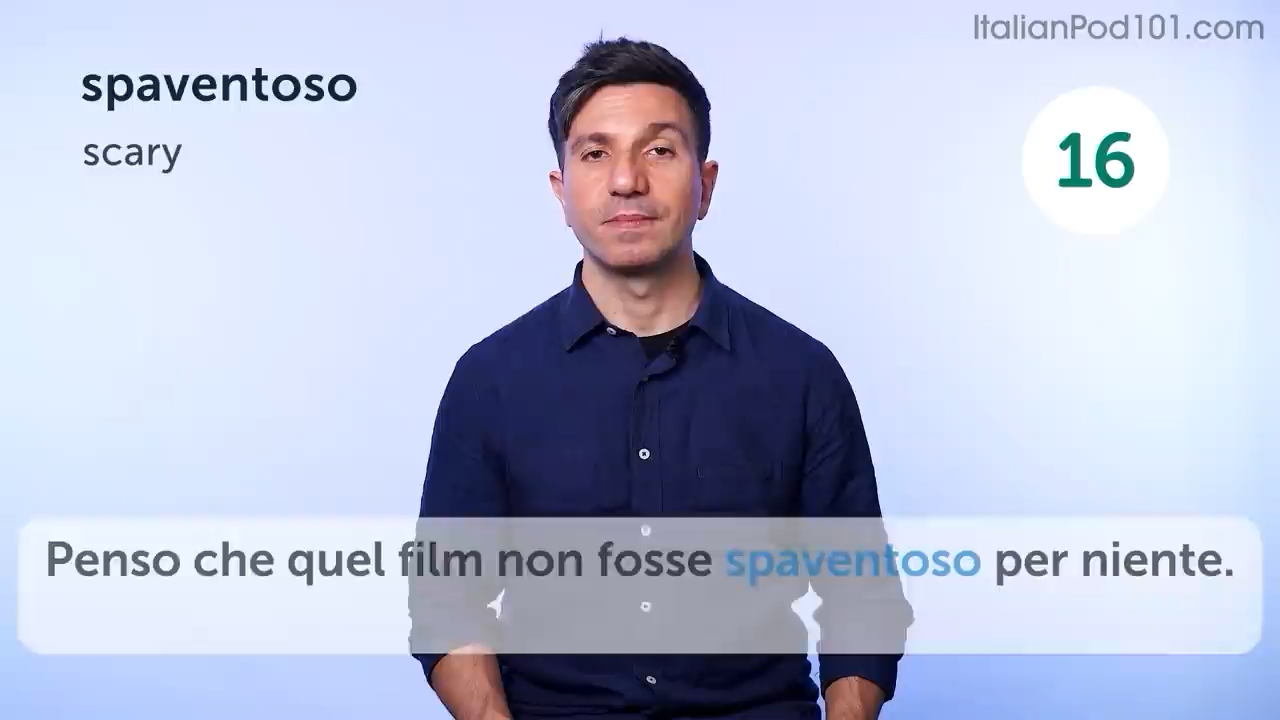 ItalianPod101.com
spaventoso
scary
16
Penso che quel film non fosse spaventoso per niente.